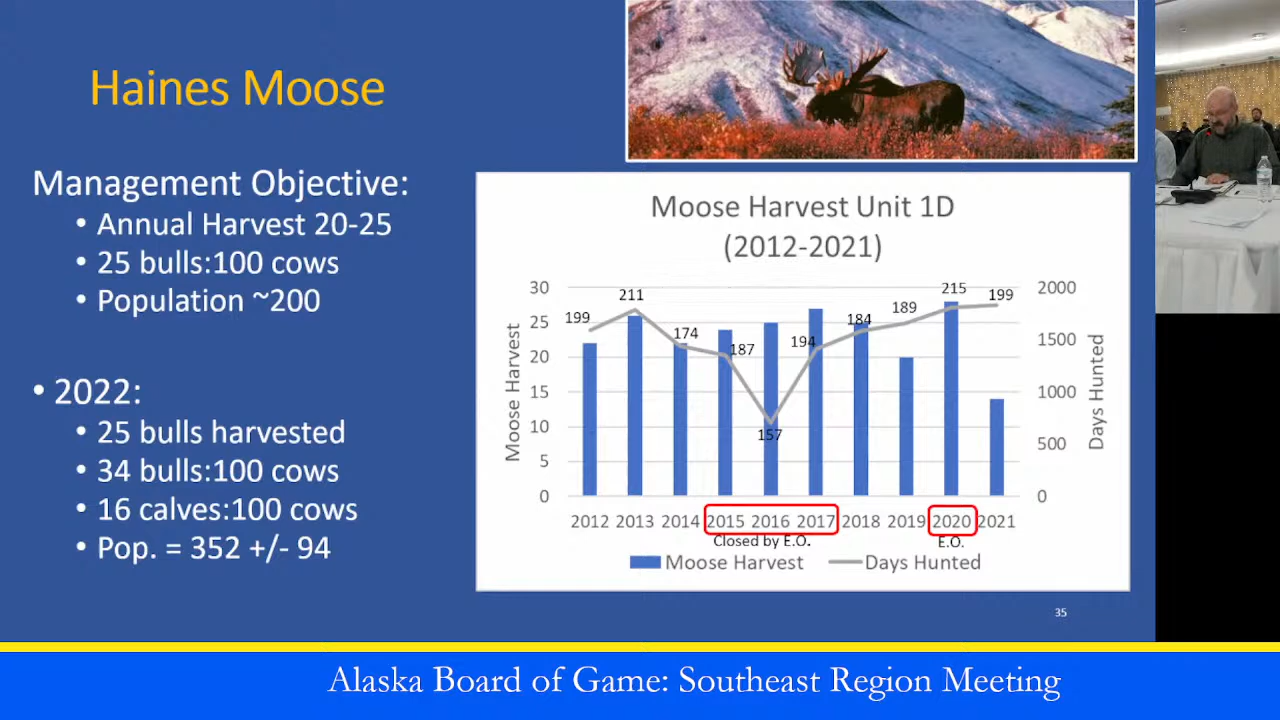 Haines Moose
Management Objective:
• Annual Harvest 20-25
• 25 bulls:100 cows
• Population ~200
• 2022:
• 25 bulls harvested
• 34 bulls:100 cows
• 16 calves:100 cows
• Pop. = 352 +/- 94
Moose Harvest Unit 1D
(2012-2021)
Moose Harvest
30
25
20
15
10
5
0
199
211
174
187
157
194
184
189
215
199
2000
1500
1000
500
0
Days Hunted
2012 2013 2014 2015 2016 2017 2018 2019 2020 2021
Closed by E.O. E.O.
Moose Harvest Days Hunted
35
Alaska Board of Game: Southeast Region Meeting